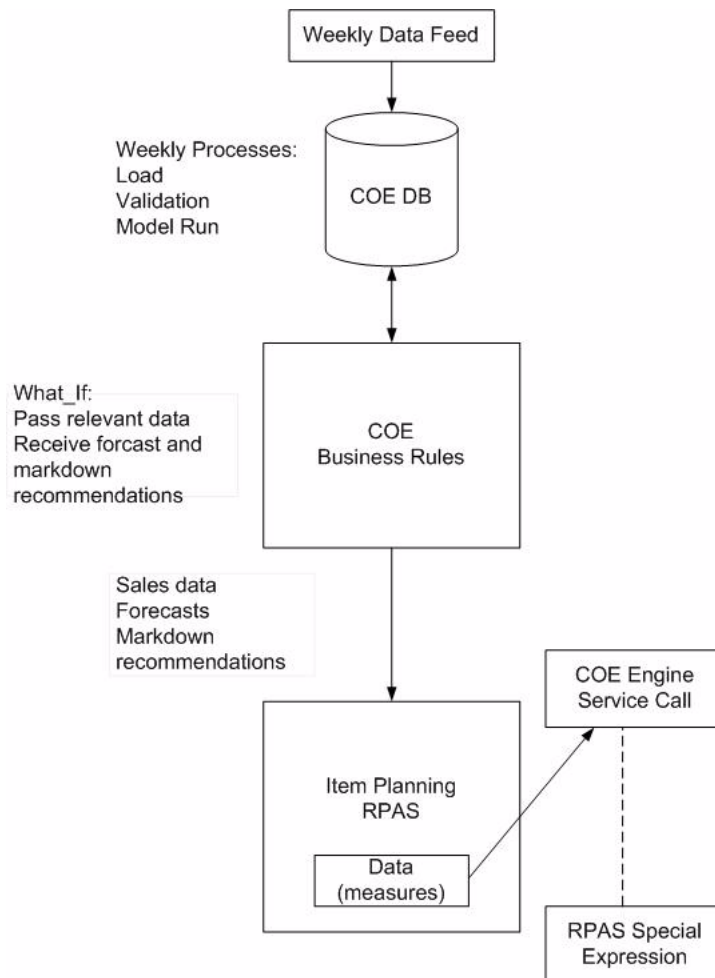 Weekly Data Feed
Weekly Processes:
Load
Validation
Model Run
COE DB
What_If:
Pass relevant data
Receive forcast and
markdown
recommendations
COE
Business Rules
Sales data
Forecasts
Markdown
recommendations
COE Engine
Service Call
Item Planning
RPAS
Data
(measures)
RPAS Special
Expression